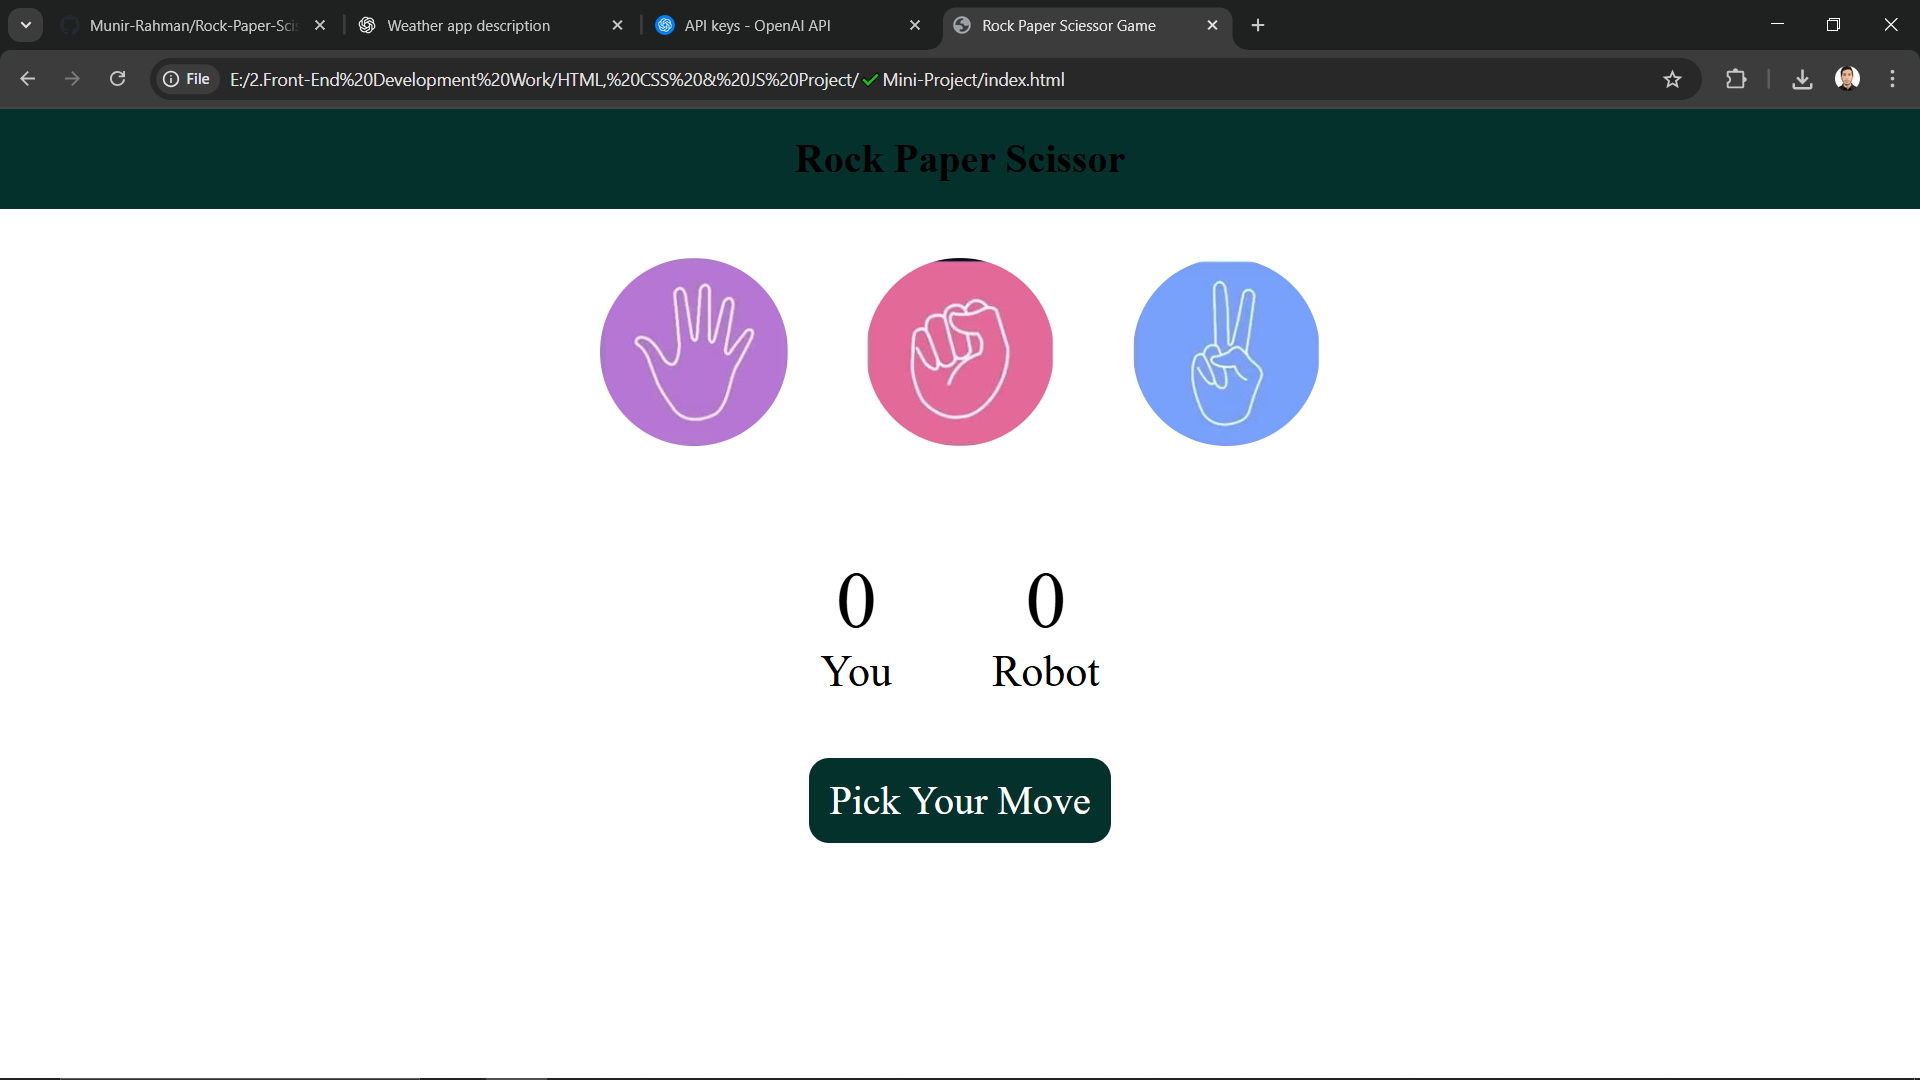 Munir-Rahman/Rock-Paper-Scis
Weather app description
API keys - OpenAI API
Rock Paper Sciessor Game
File
E:/2.Front-End%20Development%20Work/HTML,%20CSS%20&%20JS%20Project/✔Mini-Project/index.html
Rock Paper Scissor
0 0
You Robot
Pick Your Move